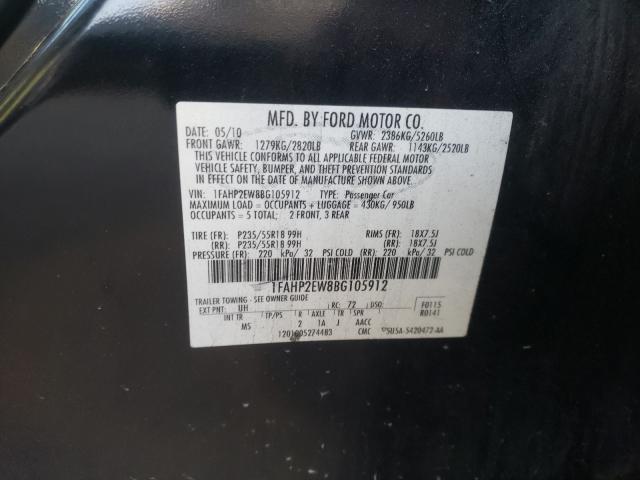 MFD. BY FORD MOTOR CO.
DATE: 05/10 GVWR: 2386KG/5260LB
FRONT GAWR: 1279KG/2820LB REAR GAWR: 1143KG/2520LB
THIS VEHICLE CONFORMS TO ALL APPLICABLE FEDERAL MOTOR
VEHICLE SAFETY, BUMPER, AND THEFT PREVENTION STANDARDS
IN EFFECT ON THE DATE OF MANUFACTURE SHOWN ABOVE.
VIN: 1FAHP2EW8BG105912 TYPE: Passenger Car
MAXIMUM LOAD = OCCUPANTS + LUGGAGE = 430KG/ 950LB
OCCUPANTS = 5 TOTAL; 2 FRONT, 3 REAR
TIRE (FR): P235/55R18 99H RIMS (FR): 18X7.5J
(RR): P235/55R18 99H (RR): 18X7.5J
PRESSURE (FR): 220 kPa/ 32 PSI COLD (RR): 220 kPa/ 32 PSI COLD
1FAHP2EW8BG105912
TRAILER TOWING - SEE OWNER GUIDE
EXT PNT: UH RC: 72 DSO: F0115
INT TR TP/PS R AXLE TR SPR R0141
M5 2 1A J AACC
CMC